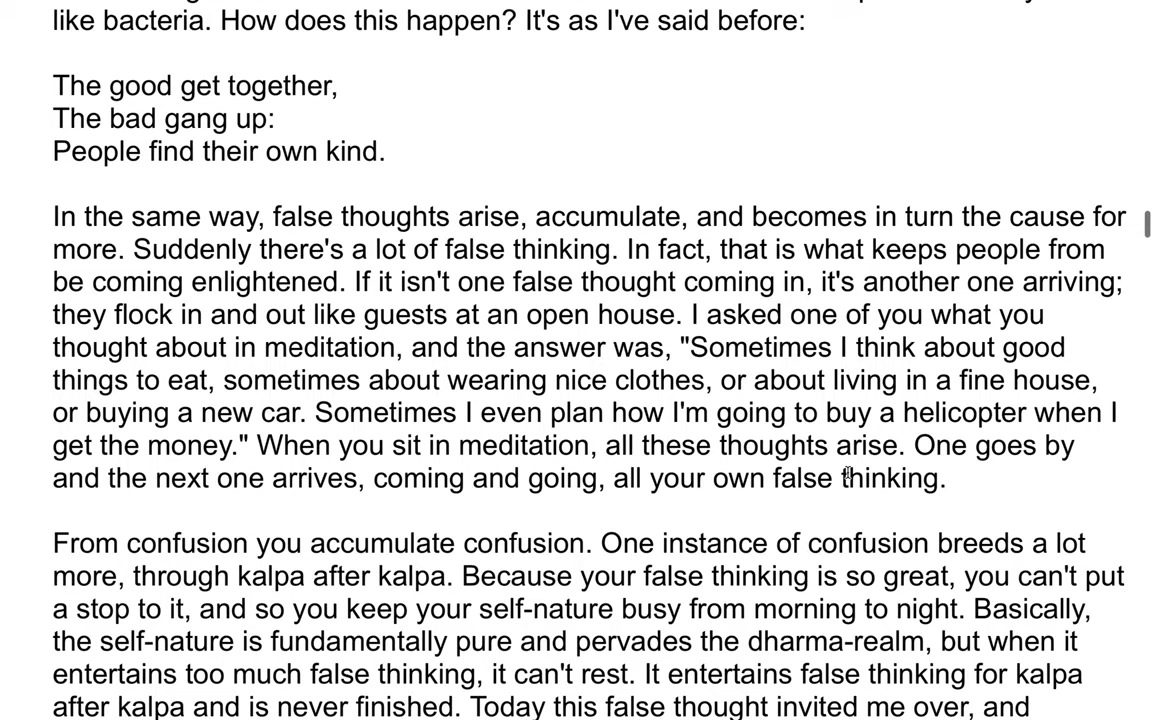 like bacteria. How does this happen? It's as I've said before:
The good get together,
The bad gang up:
People find their own kind.
In the same way, false thoughts arise, accumulate, and becomes in turn the cause for
more. Suddenly there's a lot of false thinking. In fact, that is what keeps people from
be coming enlightened. If it isn't one false thought coming in, it's another one arriving;
they flock in and out like guests at an open house. I asked one of you what you
thought about in meditation, and the answer was, "Sometimes I think about good
things to eat, sometimes about wearing nice clothes, or about living in a fine house,
or buying a new car. Sometimes I even plan how I'm going to buy a helicopter when I
get the money." When you sit in meditation, all these thoughts arise. One goes by
and the next one arrives, coming and going, all your own false thinking.
From confusion you accumulate confusion. One instance of confusion breeds a lot
more, through kalpa after kalpa. Because your false thinking is so great, you can't put
a stop to it, and so you keep your self-nature busy from morning to night. Basically,
the self-nature is fundamentally pure and pervades the dharma-realm, but when it
entertains too much false thinking, it can't rest. It entertains false thinking for kalpa
after kalpa and is never finished. Today this false thought invited me over, and